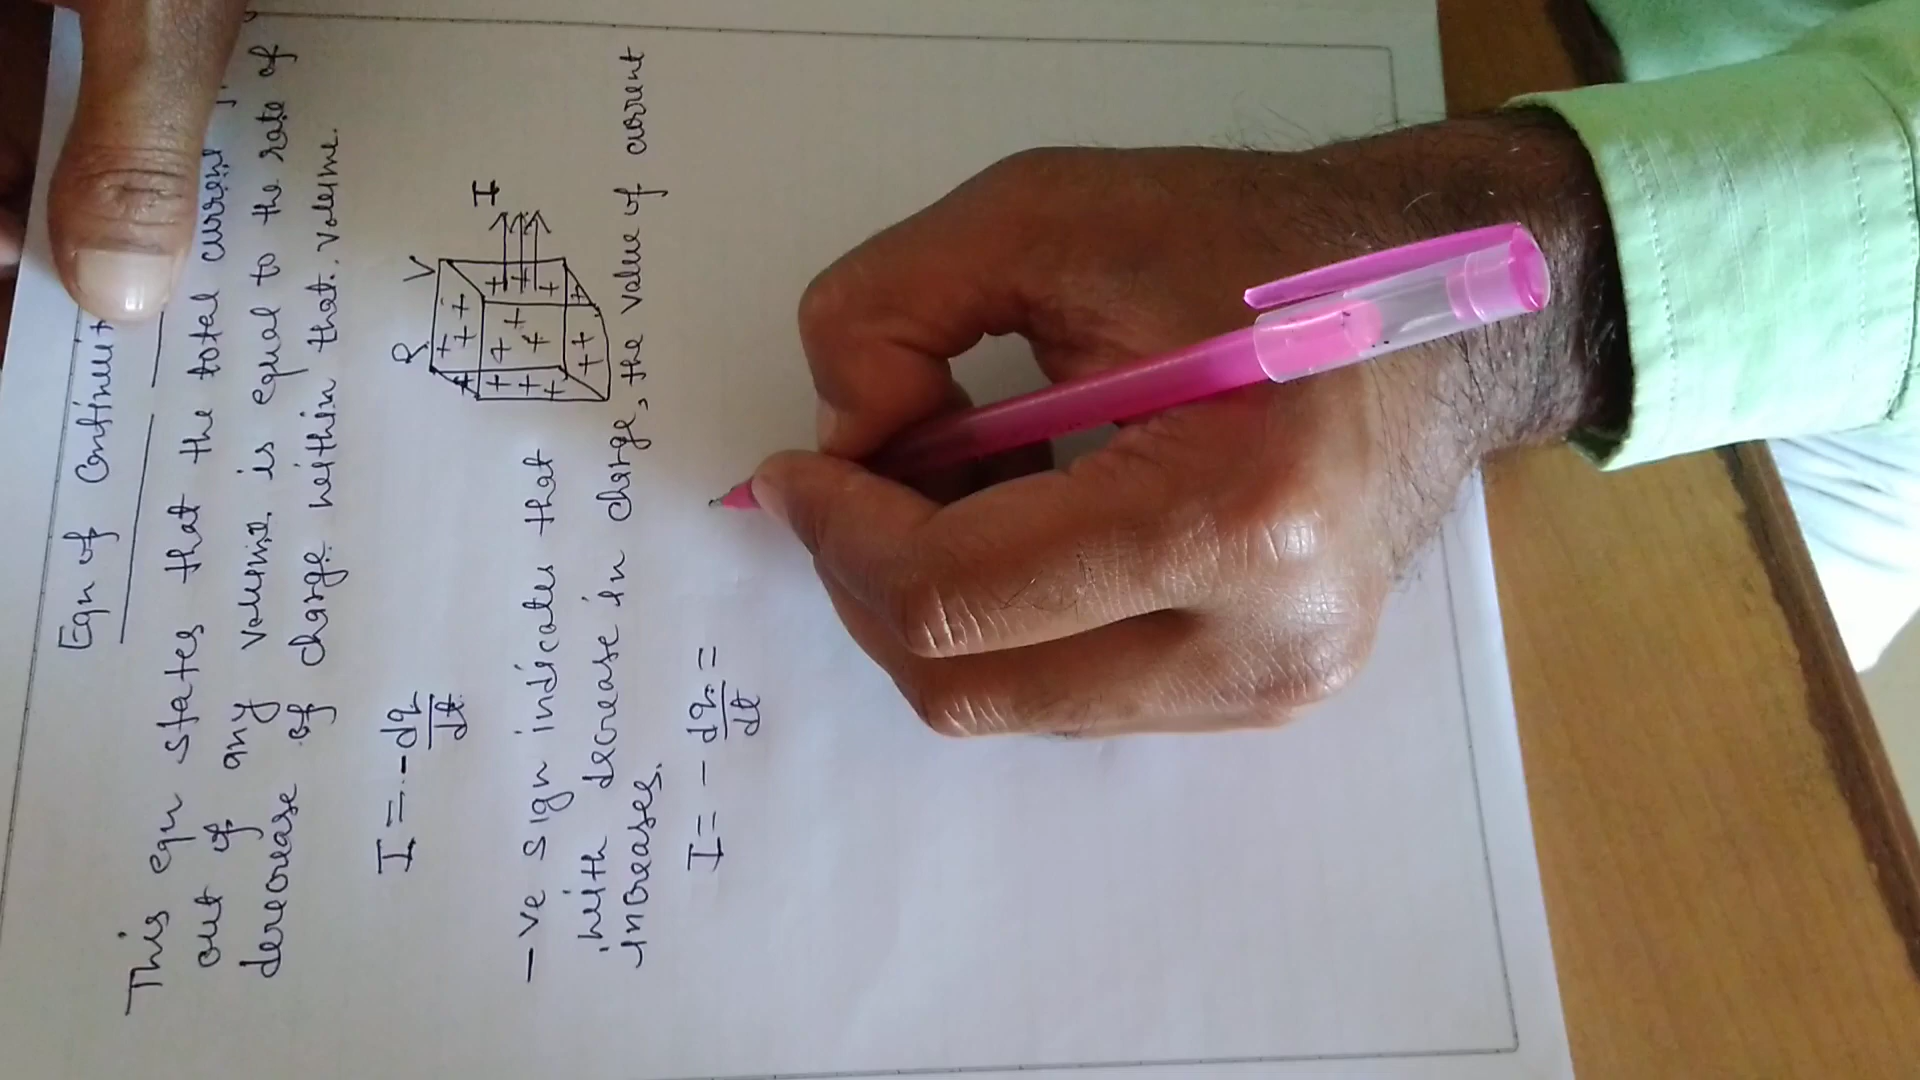 Eqn of Continuit
This eqn states that the total current
out of any volume is equal to the rate of
decrease of charge within that volume.
I = - dq/dt
R V
I
+ + + + + + + + + + + + + + + + + + +
-ve sign indicates that
with decrease in charge, the value of current
increases.
I = - dq/dt =